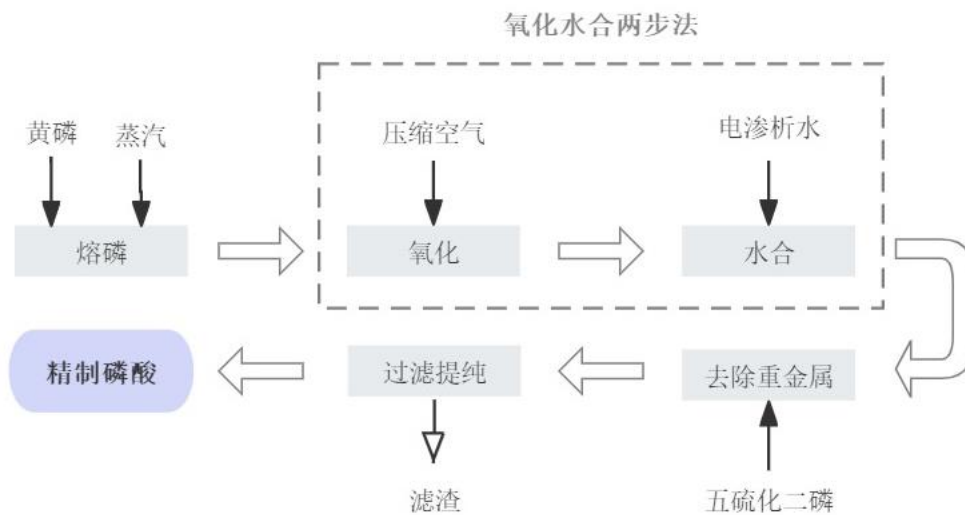 氧化水合两步法
黄磷 蒸汽 压缩空气 电渗析水
熔磷 氧化 水合
精制磷酸 过滤提纯 去除重金属
滤渣 五硫化二磷